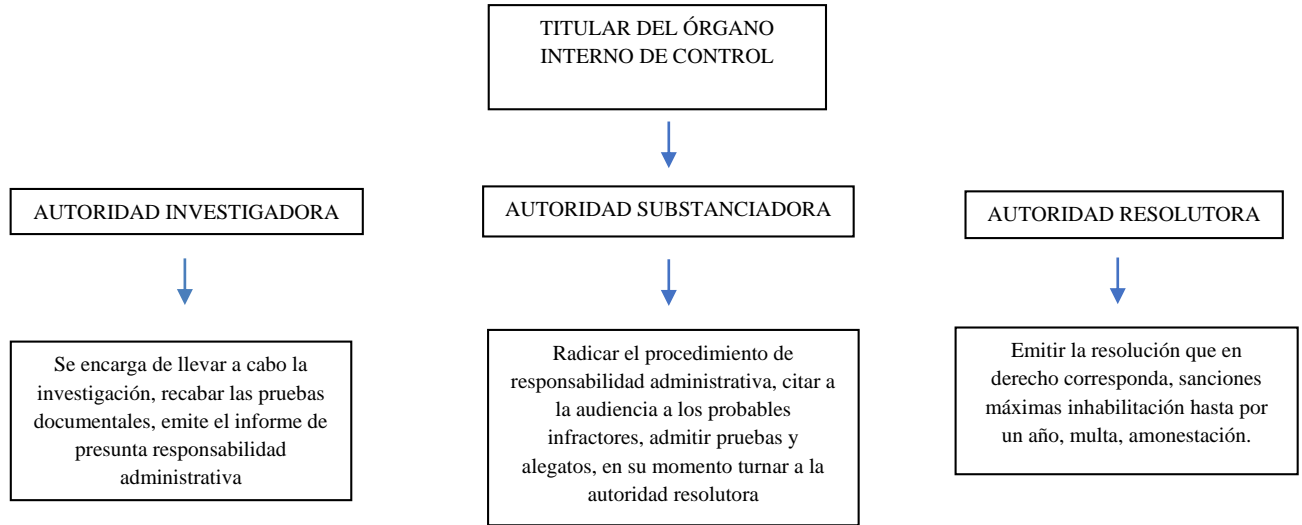 TITULAR DEL ÓRGANO
INTERNO DE CONTROL
AUTORIDAD INVESTIGADORA
AUTORIDAD SUBSTANCIADORA
AUTORIDAD RESOLUTORA
Se encarga de llevar a cabo la
investigación, recabar las pruebas
documentales, emite el informe de
presunta responsabilidad
administrativa
Radicar el procedimiento de
responsabilidad administrativa, citar a
la audiencia a los probables
infractores, admitir pruebas y
alegatos, en su momento turnar a la
autoridad resolutora
Emitir la resolución que en
derecho corresponda, sanciones
máximas inhabilitación hasta por
un año, multa, amonestación.